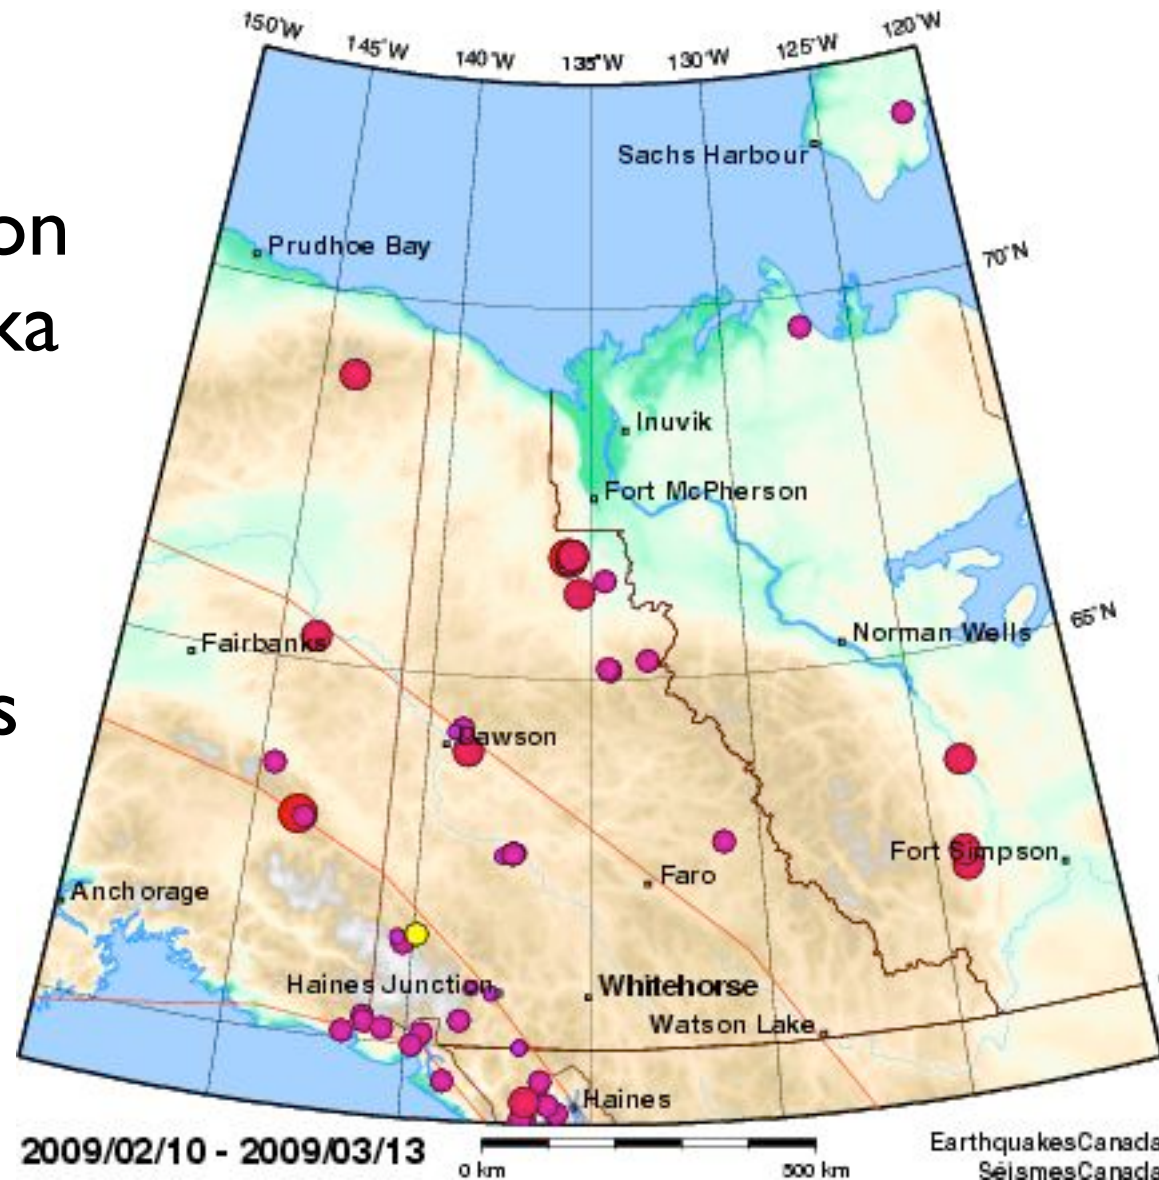 150°W
145°W
140°W
135°W
130°W
125°W
120°W
Sachs Harbour
on
Prudhoe Bay
70°N
ka
Inuvik
Fort McPherson
65°N
Norman Wells
Fairbanks
s
Dawson
Fort Simpson
Faro
Anchorage
Haines Junction
Whitehorse
Watson Lake
Haines
2009/02/10 - 2009/03/13
0 km
500 km
EarthquakesCanada
SéismesCanada